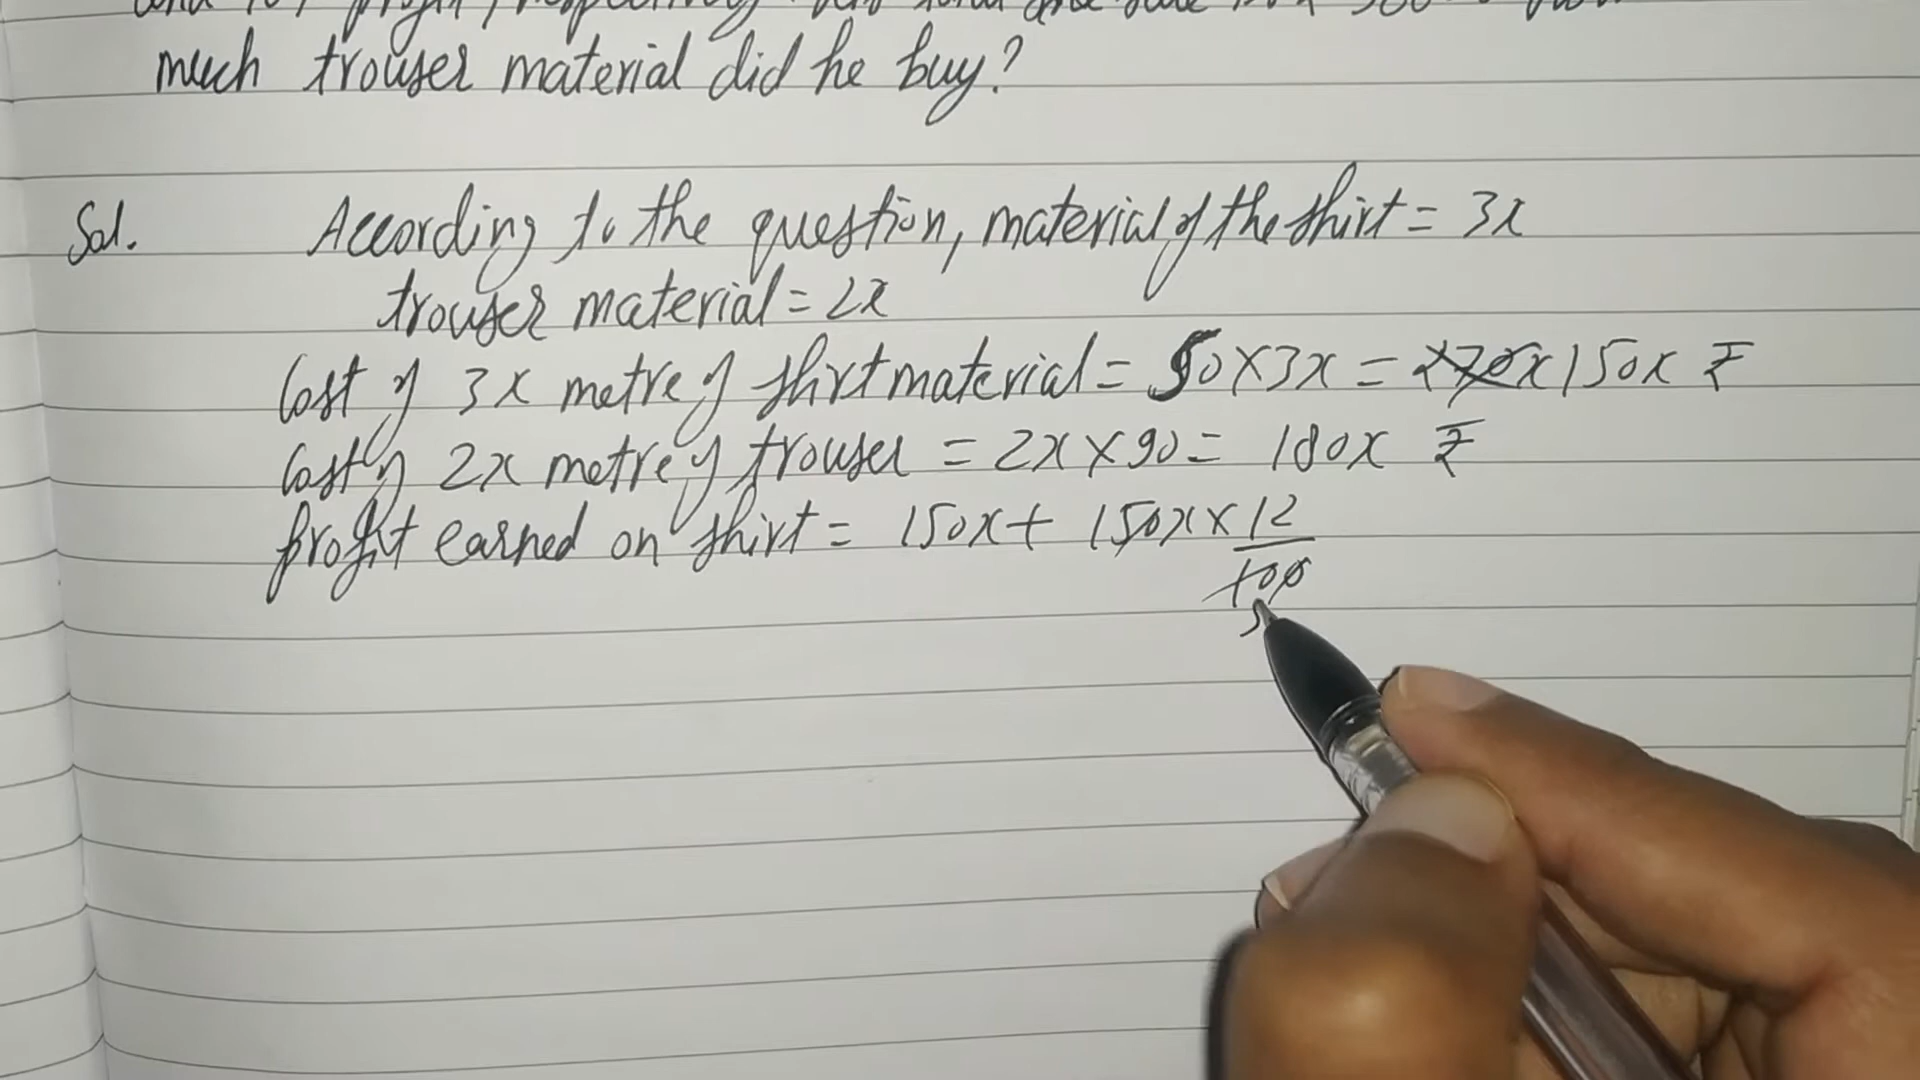 much trouser material did he buy?
Sol. According to the question, material of the shirt = 3x
trouser material = 2x
Cost of 3x metre of shirt material = 50 × 3x = 150x ₹
Cost of 2x metre of trouser = 2x × 90 = 180x ₹
profit earned on shirt = 150x + 150x × 12
100
5